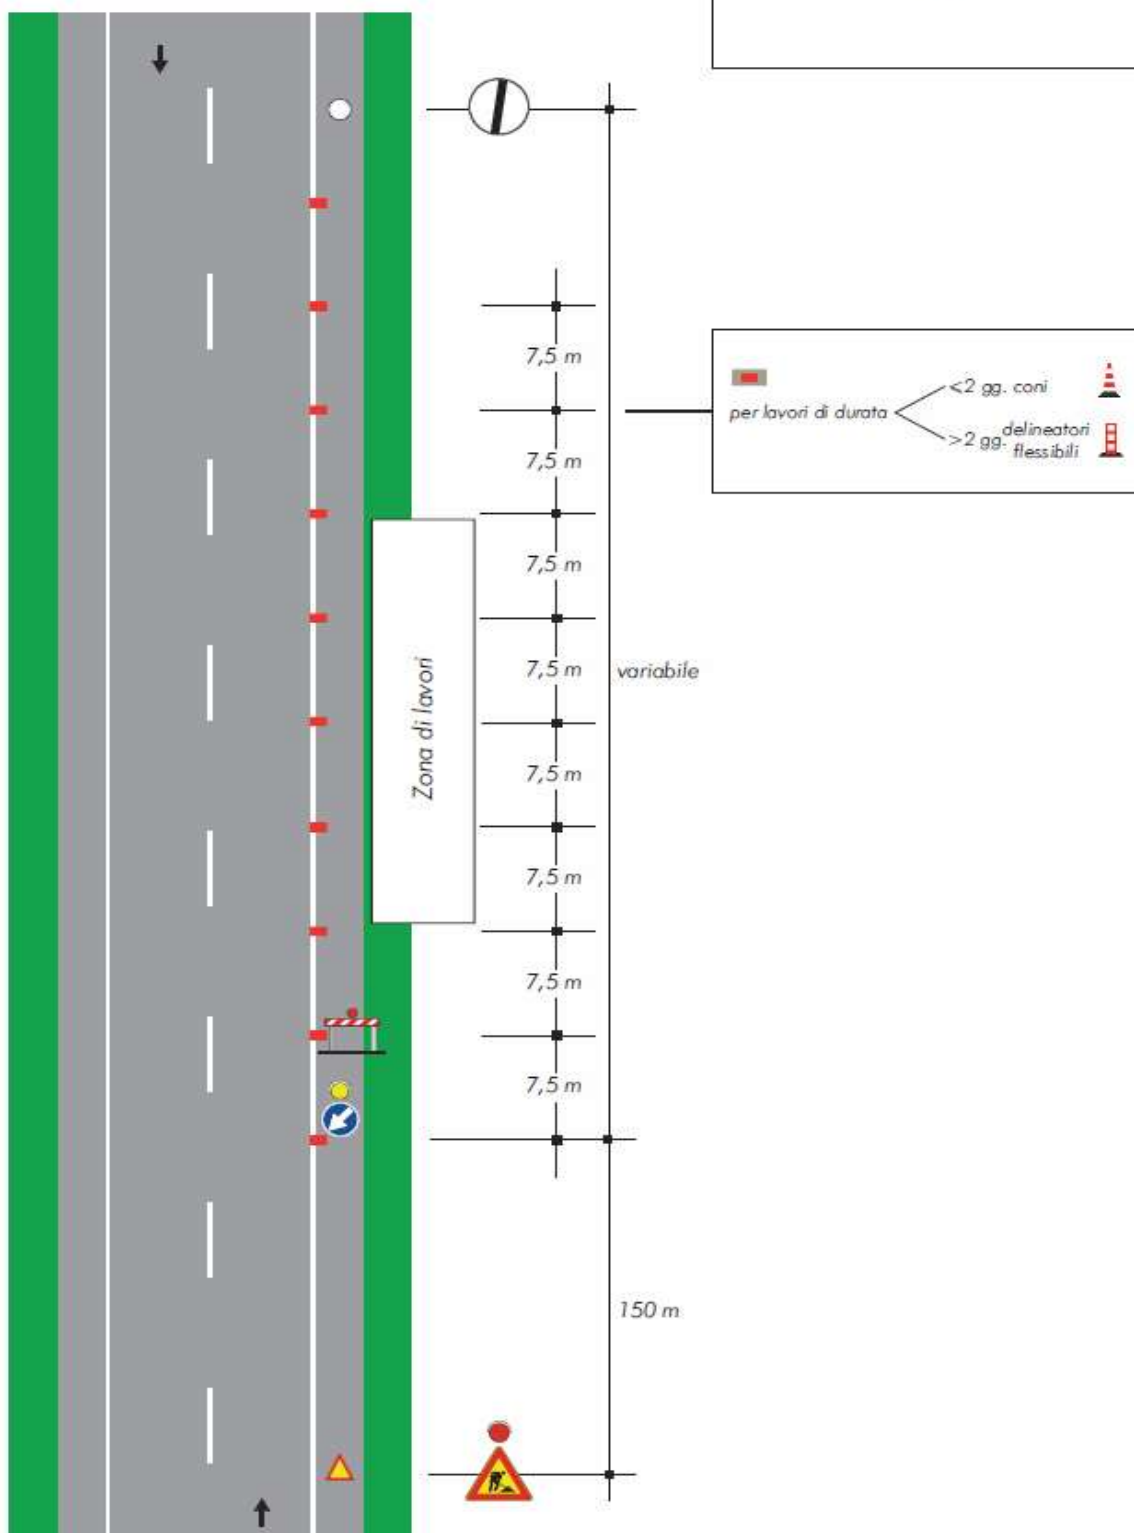 7,5 m
<2 gg. coni
per lavori di durata
>2 gg. delineatori
flessibili
7,5 m
7,5 m
7,5 m
variabile
Zona di lavori
7,5 m
7,5 m
7,5 m
7,5 m
150 m